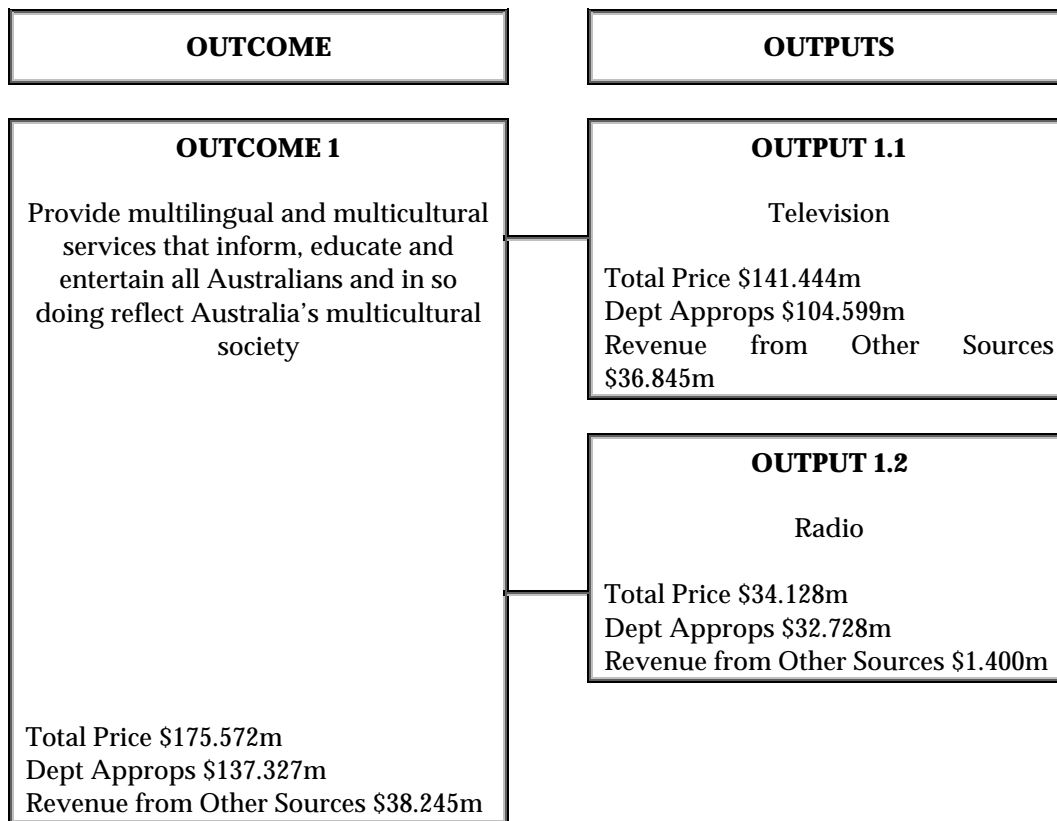 OUTCOME
OUTPUTS
OUTCOME 1
Provide multilingual and multicultural
services that inform, educate and
entertain all Australians and in so
doing reflect Australia’s multicultural
society
Total Price $175.572m
Dept Approps $137.327m
Revenue from Other Sources $38.245m
OUTPUT 1.1
Television
Total Price $141.444m
Dept Approps $104.599m
Revenue from Other Sources
$36.845m
OUTPUT 1.2
Radio
Total Price $34.128m
Dept Approps $32.728m
Revenue from Other Sources $1.400m